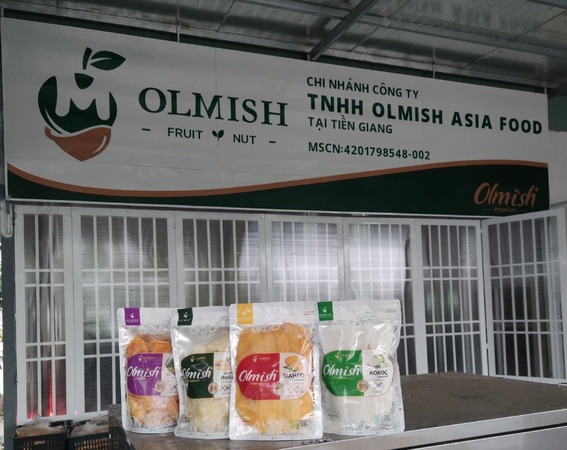 OLMISH
FRUIT NUT
CHI NHÁNH CÔNG TY
TNHH OLMISH ASIA FOOD
TẠI TIỀN GIANG
MSCN:4201798548-002
Olmish
Olmish
Olmish
Olmish
Olmish
КОКОС